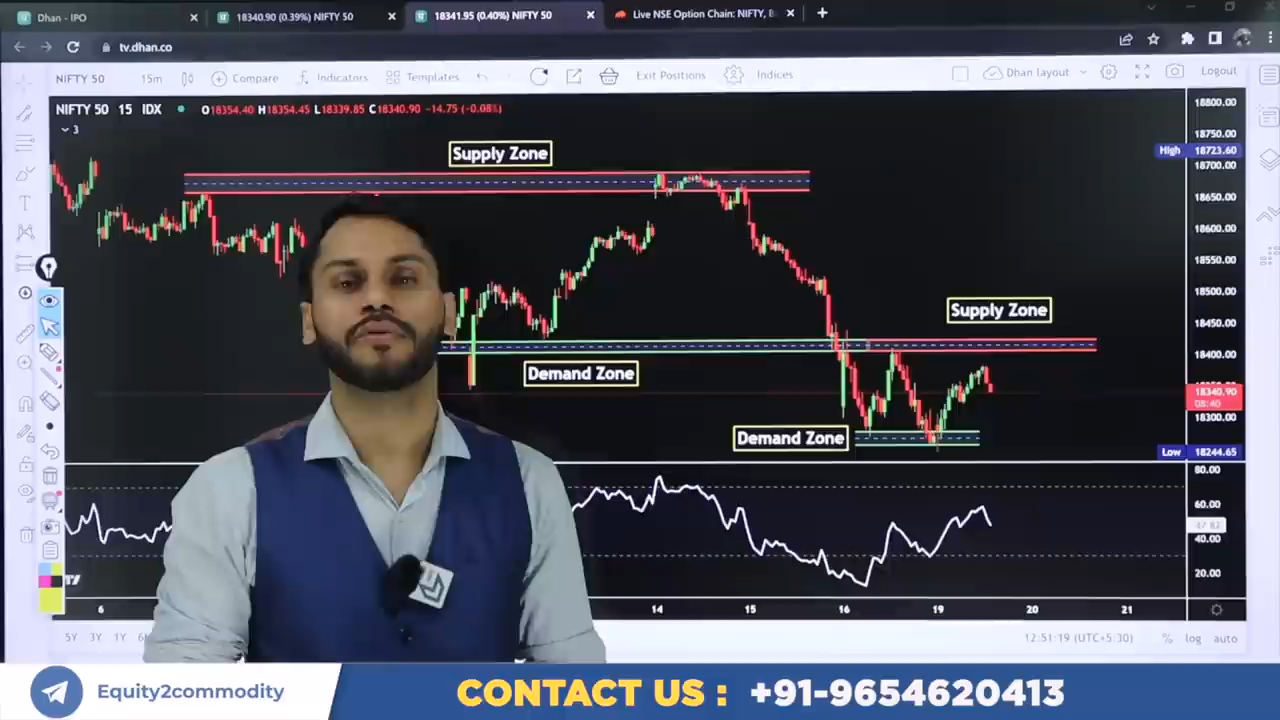 Dhan - IPO
18340.90 (0.39%) NIFTY 50
18341.95 (0.40%) NIFTY 50
Live NSE Option Chain: NIFTY, B
tv.dhan.co
NIFTY 50 15m Compare Indicators Templates Exit Positions Indices Dhan layout Logout
NIFTY 50 15 IDX O18354.40 H18354.45 L18339.85 C18340.90 -14.75 (-0.08%)
3
Supply Zone
Supply Zone
Demand Zone
Demand Zone
18800.00
18750.00
High 18723.60
18700.00
18650.00
18600.00
18550.00
18500.00
18450.00
18400.00
18340.90
08:40
18300.00
Low 18244.65
80.00
60.00
47.82
40.00
20.00
6 14 15 16 19 20 21
5Y 3Y 1Y 12:51:19 (UTC+5:30) % log auto
Equity2commodity
CONTACT US : +91-9654620413